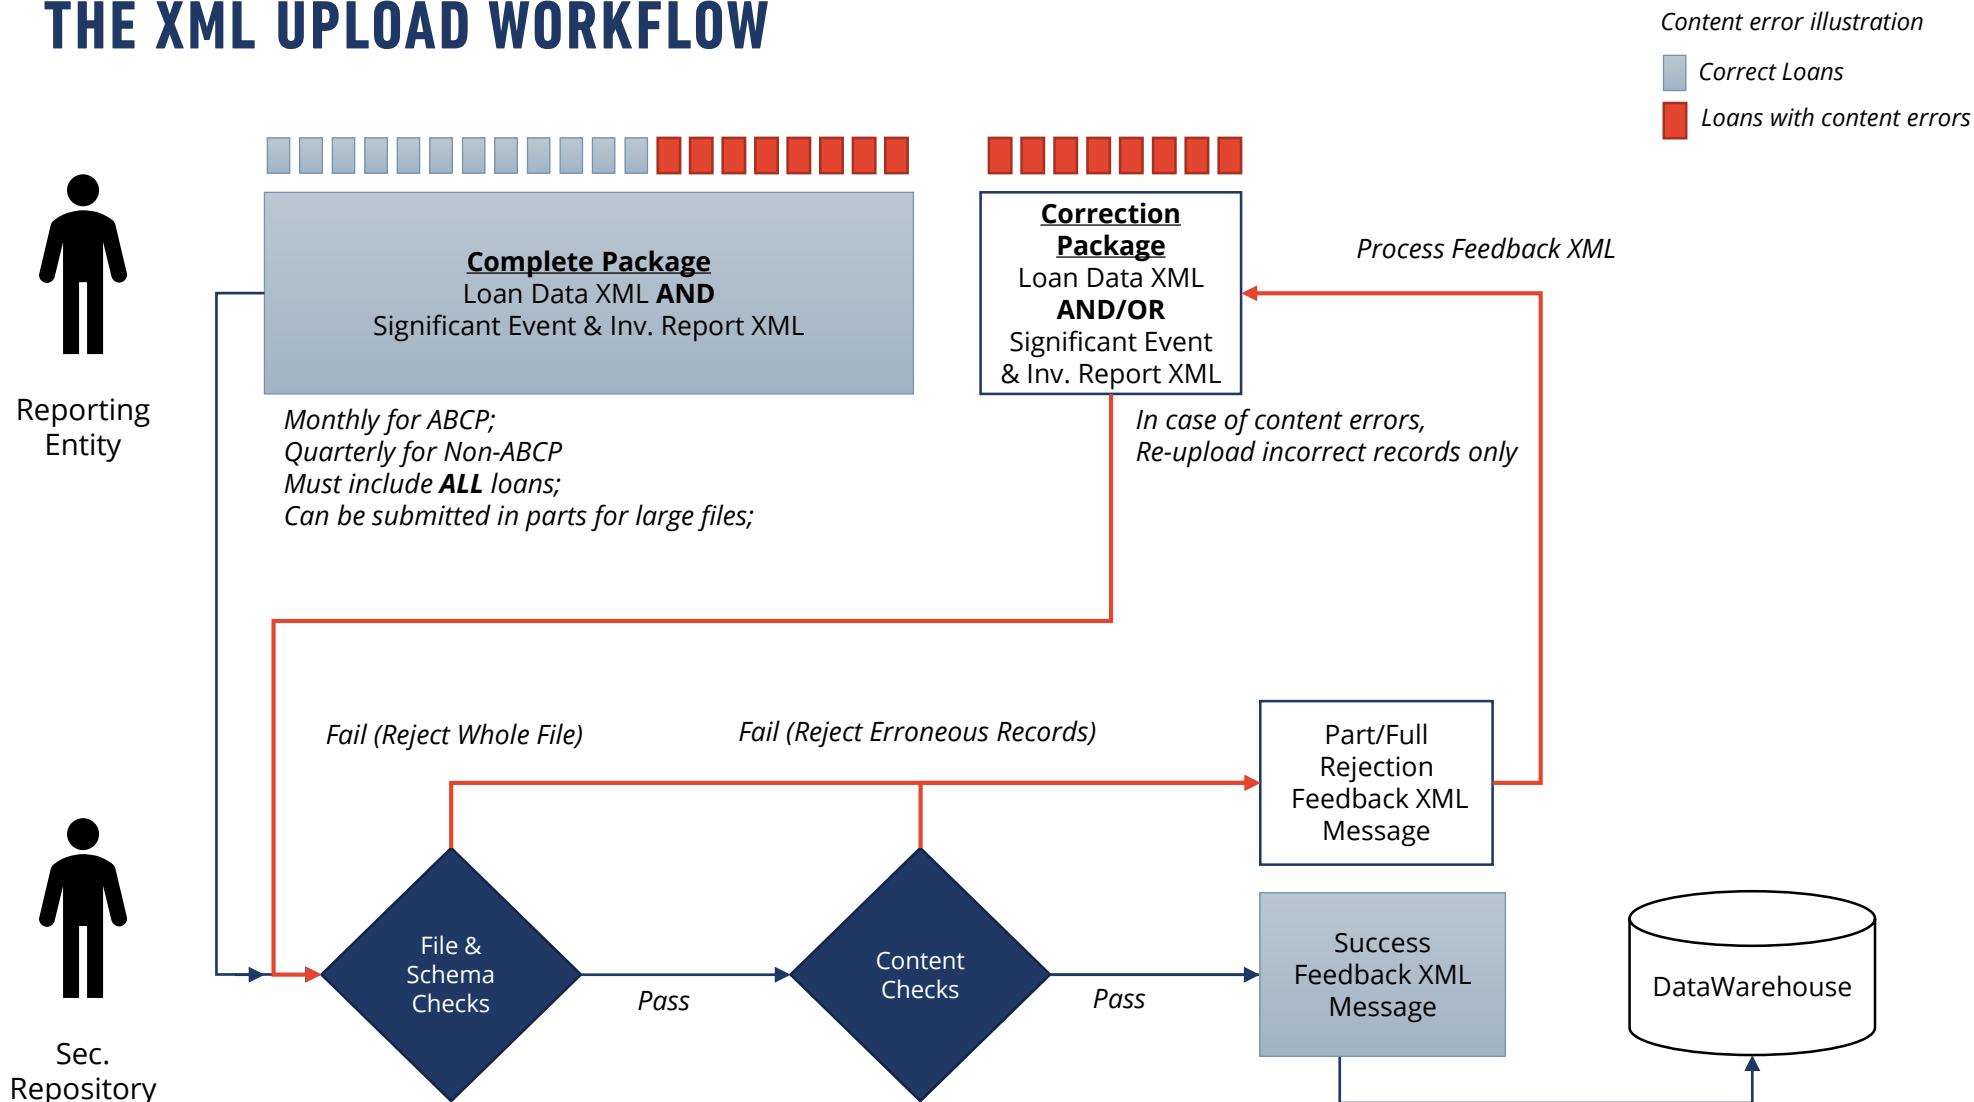 THE XML UPLOAD WORKFLOW
Content error illustration
Correct Loans
Loans with content errors
Reporting
Entity
Complete Package
Loan Data XML AND
Significant Event & Inv. Report XML
Monthly for ABCP;
Quarterly for Non-ABCP
Must include ALL loans;
Can be submitted in parts for large files;
Correction
Package
Loan Data XML
AND/OR
Significant Event
& Inv. Report XML
Process Feedback XML
In case of content errors,
Re-upload incorrect records only
Fail (Reject Whole File)
Fail (Reject Erroneous Records)
Part/Full
Rejection
Feedback XML
Message
Sec.
Repository
File &
Schema
Checks
Pass
Content
Checks
Pass
Success
Feedback XML
Message
DataWarehouse